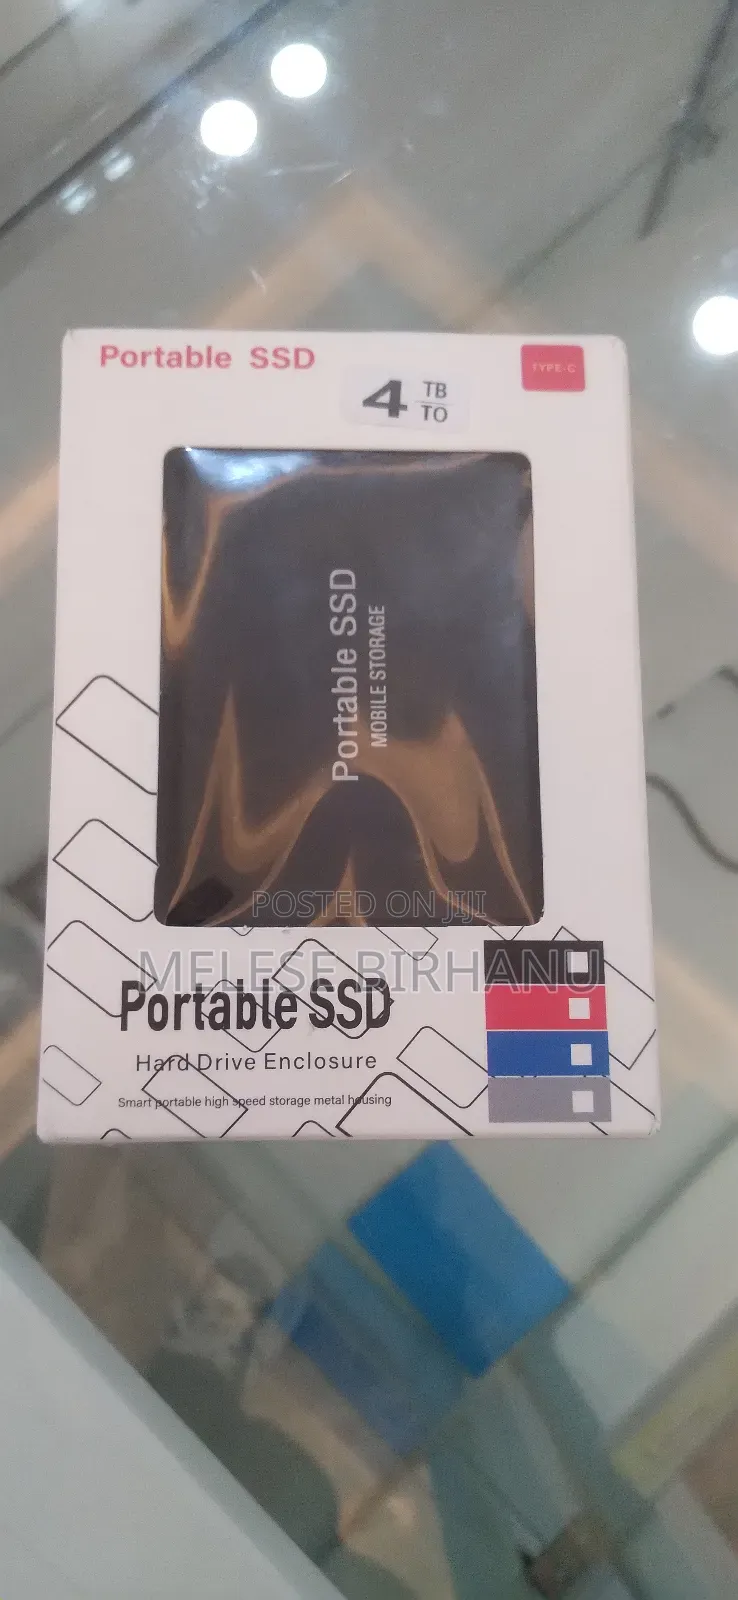 Portable SSD
TYPE-C
4 TB
TO
Portable SSD
MOBILE STORAGE
POSTED ON JIJI
MELESE BIRHANU
Portable SSD
Hard Drive Enclosure
Smart portable high speed storage metal housing